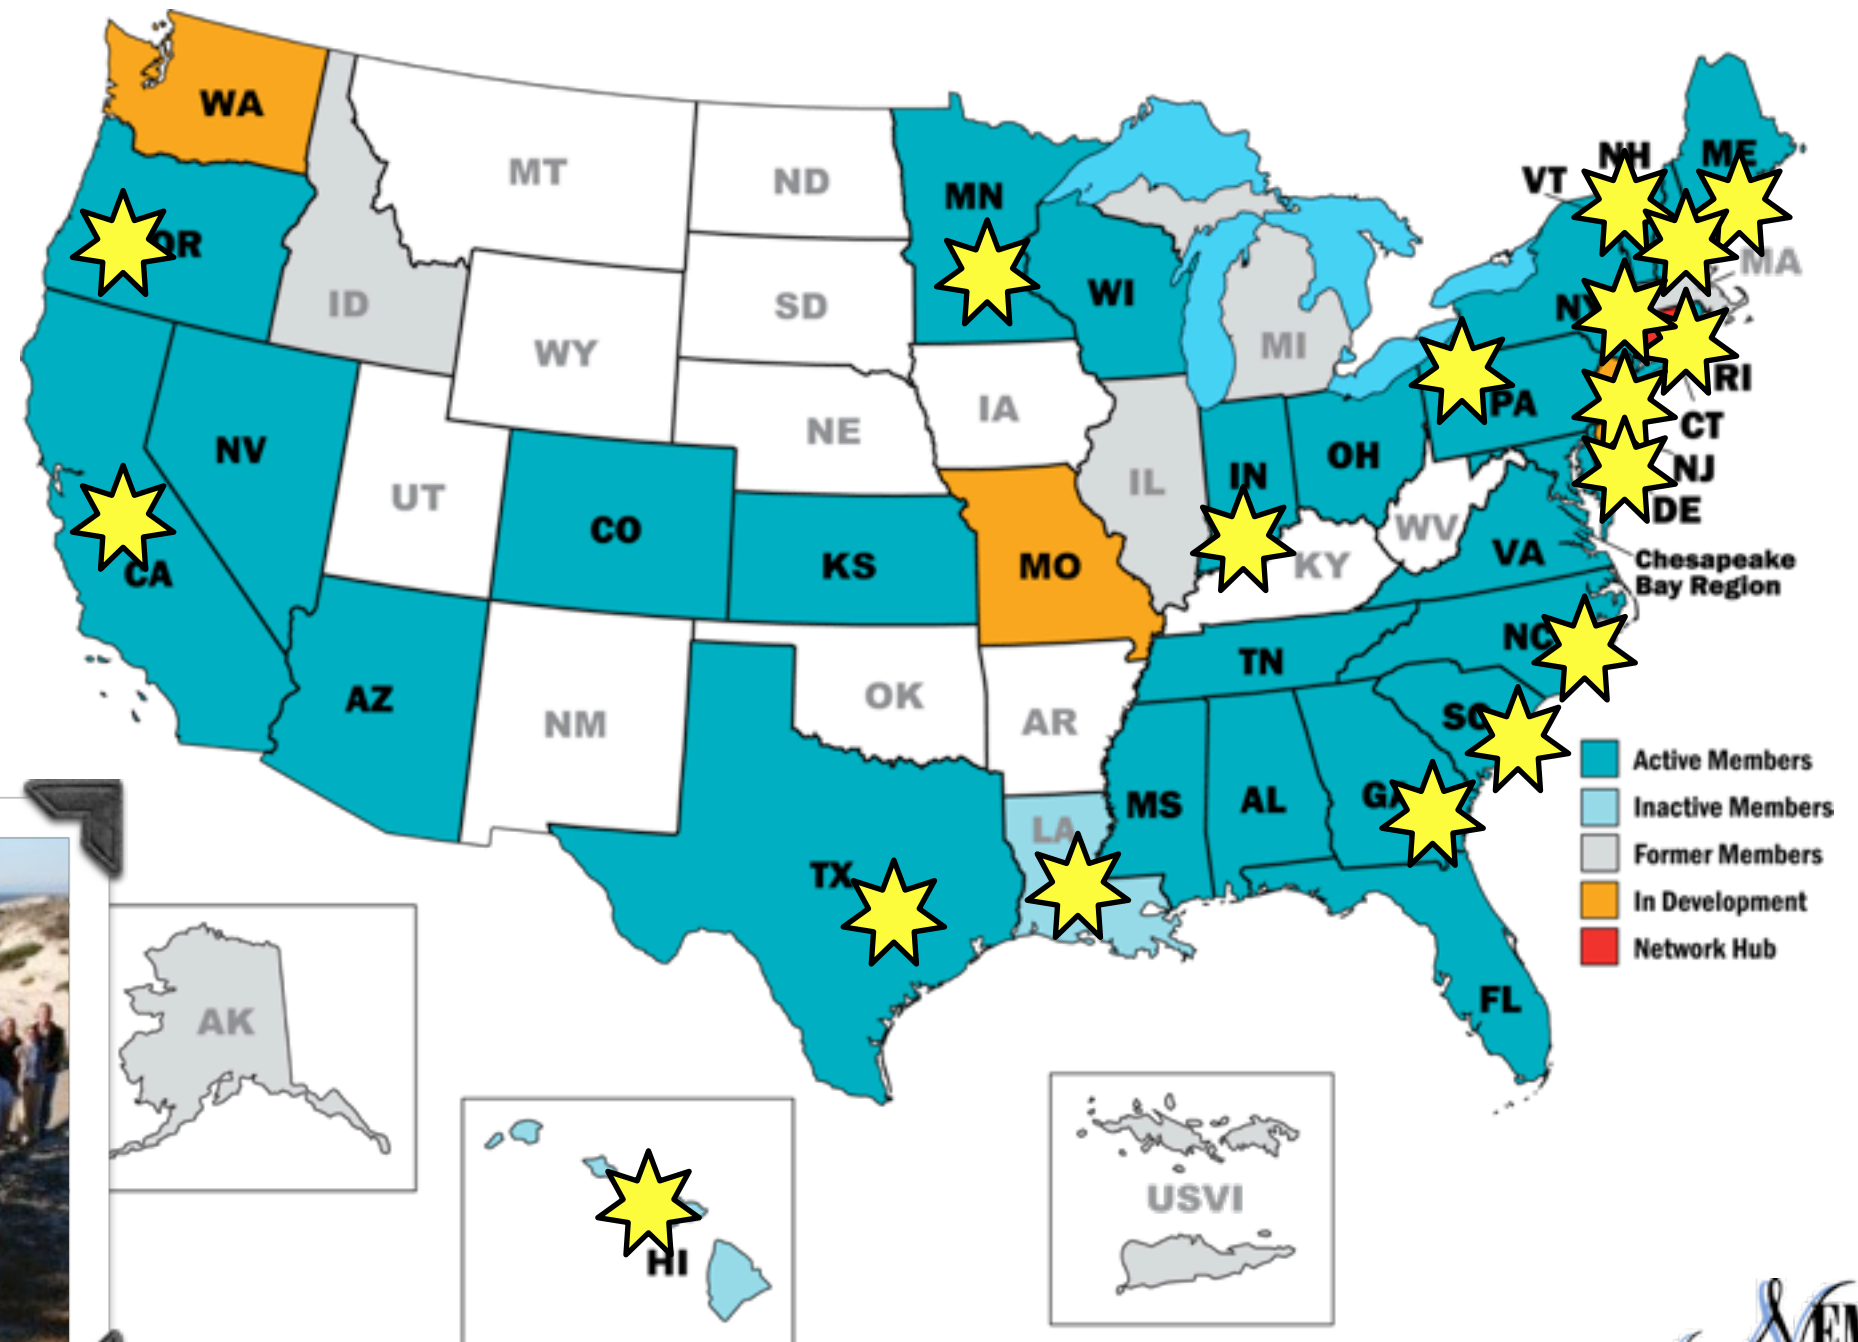 WA
MT
ND
MN
NH
ME
VT
OR
MA
ID
SD
WI
NY
WY
MI
RI
IA
PA
NE
CT
NV
OH
NJ
IN
IL
UT
DE
CO
WV
VA
KS
MO
KY
CA
Chesapeake
Bay Region
NC
TN
AZ
OK
NM
AR
SC
Active Members
MS
AL
GA
Inactive Members
LA
Former Members
TX
In Development
Network Hub
FL
AK
USVI
HI